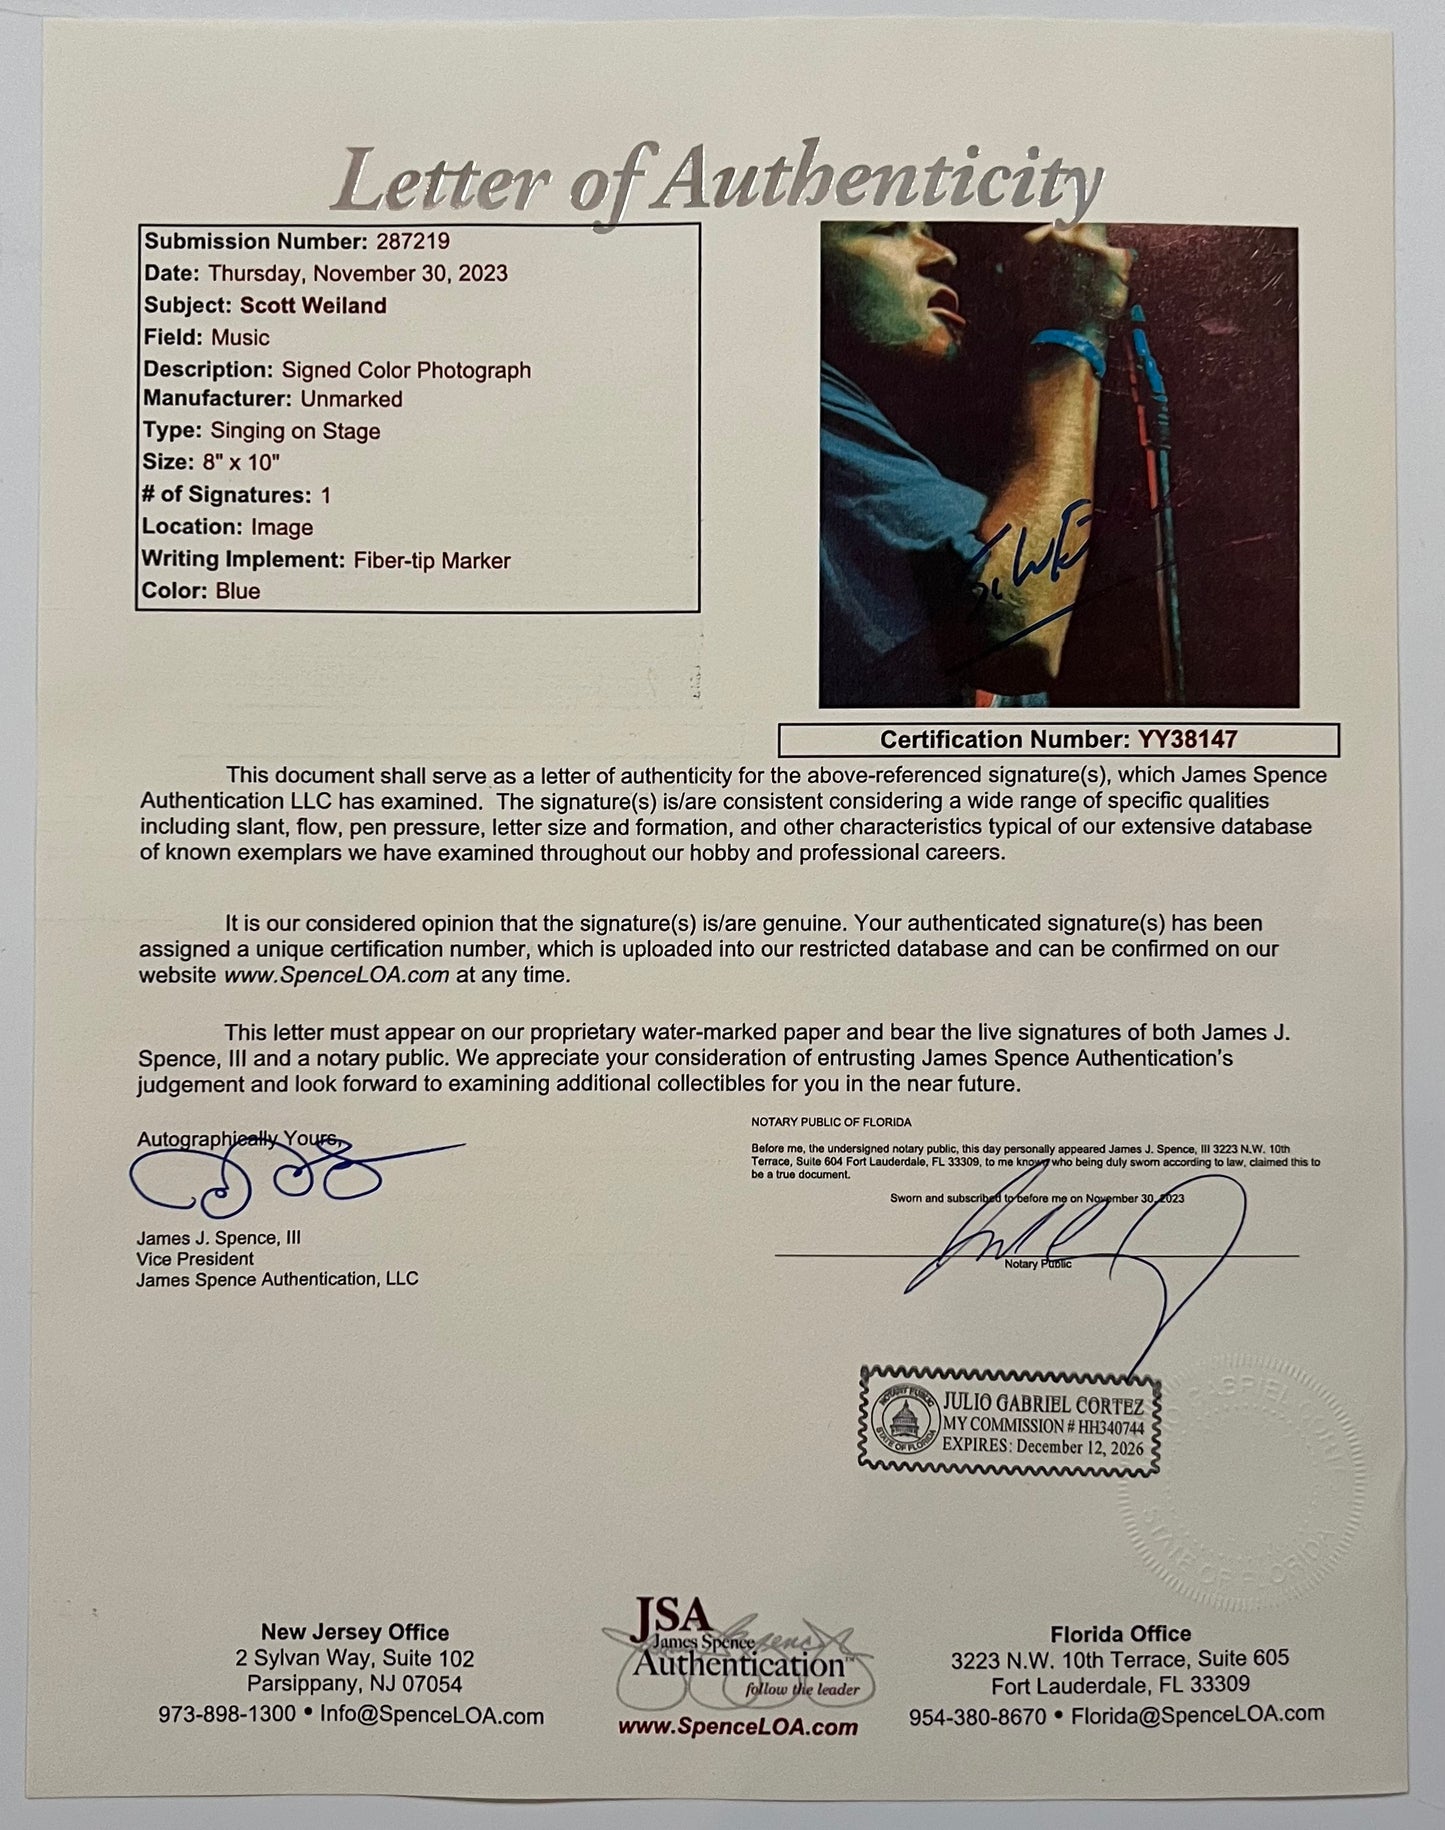 Letter of Authenticity
Submission Number: 287219
Date: Thursday, November 30, 2023
Subject: Scott Weiland
Field: Music
Description: Signed Color Photograph
Manufacturer: Unmarked
Type: Singing on Stage
Size: 8" x 10"
# of Signatures: 1
Location: Image
Writing Implement: Fiber-tip Marker
Color: Blue
Certification Number: YY38147
This document shall serve as a letter of authenticity for the above-referenced signature(s), which James Spence
Authentication LLC has examined. The signature(s) is/are consistent considering a wide range of specific qualities
including slant, flow, pen pressure, letter size and formation, and other characteristics typical of our extensive database
of known exemplars we have examined throughout our hobby and professional careers.
It is our considered opinion that the signature(s) is/are genuine. Your authenticated signature(s) has been
assigned a unique certification number, which is uploaded into our restricted database and can be confirmed on our
website www.SpenceLOA.com at any time.
This letter must appear on our proprietary water-marked paper and bear the live signatures of both James J.
Spence, III and a notary public. We appreciate your consideration of entrusting James Spence Authentication's
judgement and look forward to examining additional collectibles for you in the near future.
Autographically Yours,
James J. Spence, III
Vice President
James Spence Authentication, LLC
NOTARY PUBLIC OF FLORIDA
Before me, the undersigned notary public, this day personally appeared James J. Spence, III 3223 N.W. 10th
Terrace, Suite 604 Fort Lauderdale, FL 33309, to me known who being duly sworn according to law, claimed this to
be a true document.
Sworn and subscribed to before me on November 30, 2023
Notary Public
NOTARY PUBLIC
STATE OF FLORIDA
JULIO GABRIEL CORTEZ
MY COMMISSION # HH340744
EXPIRES: December 12, 2026
GABRIEL
STATE OF FLORIDA
New Jersey Office
2 Sylvan Way, Suite 102
Parsippany, NJ 07054
973-898-1300 • Info@SpenceLOA.com
JSA
James Spence
Authentication™
follow the leader
www.SpenceLOA.com
Florida Office
3223 N.W. 10th Terrace, Suite 605
Fort Lauderdale, FL 33309
954-380-8670 • Florida@SpenceLOA.com